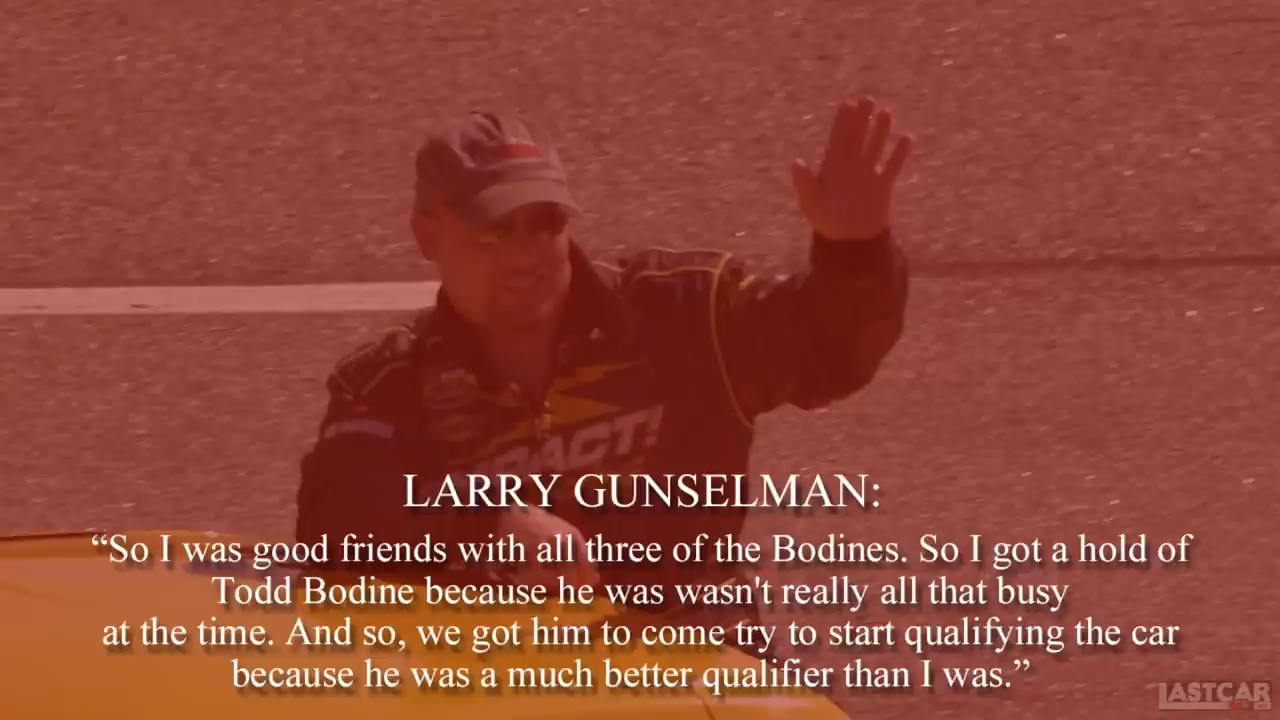 ACT!
LARRY GUNSELMAN:
“So I was good friends with all three of the Bodines. So I got a hold of
Todd Bodine because he was wasn't really all that busy
at the time. And so, we got him to come try to start qualifying the car
because he was a much better qualifier than I was.”
LASTCAR